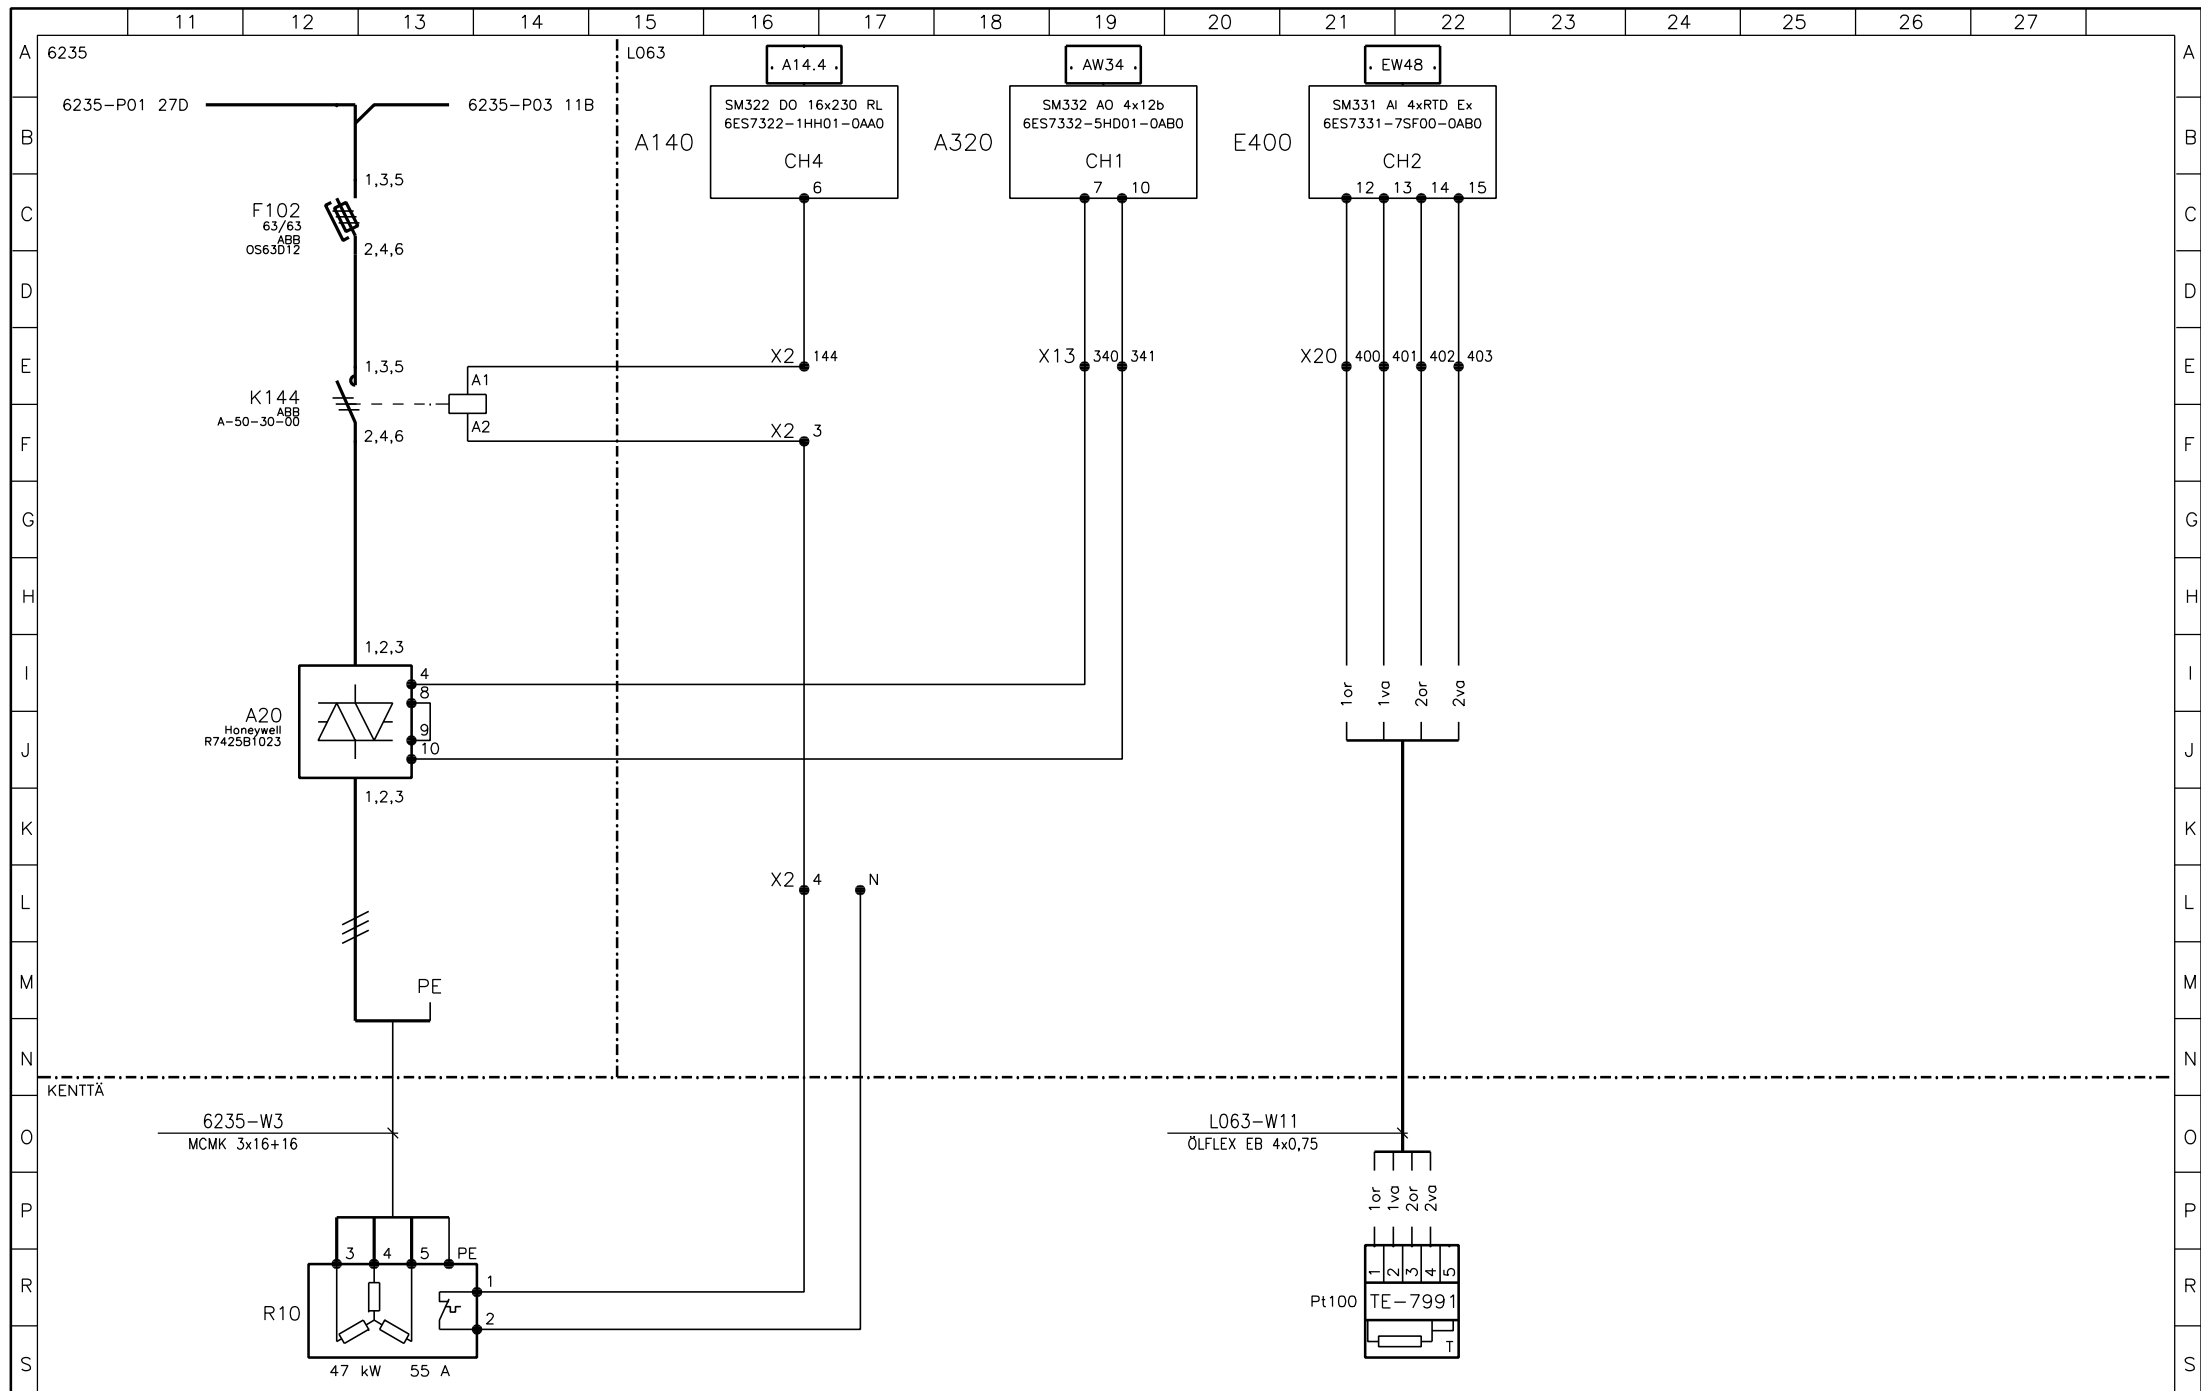 11 12 13 14 15 16 17 18 19 20 21 22 23 24 25 26 27
A 6235 L063 A14.4 AW34 EW48 A
6235-P01 27D 6235-P03 11B
SM322 DO 16x230 RL
6ES7322-1HH01-0AA0
SM332 AO 4x12b
6ES7332-5HD01-0AB0
SM331 AI 4xRTD Ex
6ES7331-7SF00-0AB0
B A140 A320 E400 B
CH4 CH1 CH2
1,3,5 6 7 10 12 13 14 15
C F102 C
63/63
ABB
OS63D12
2,4,6
D D
E 1,3,5 X2 144 X13 340 341 X20 400 401 402 403 E
A1
K144
ABB
A-50-30-00
A2
2,4,6 X2 3
F F
G G
H H
1,2,3
I 4 I
8
1or 1va 2or 2va
A20
Honeywell
R7425B1023
9
10
J J
1,2,3
K K
X2 4 N
L L
M PE M
N N
KENTTÄ
6235-W3 L063-W11
O O
MCMK 3x16+16 ÖLFLEX EB 4x0,75
1or 1va 2or 2va
P P
3 4 5 PE
1 2 3 4 5
R 1 R
R10 2 Pt100 TE-7991
T
S 47 kW 55 A S